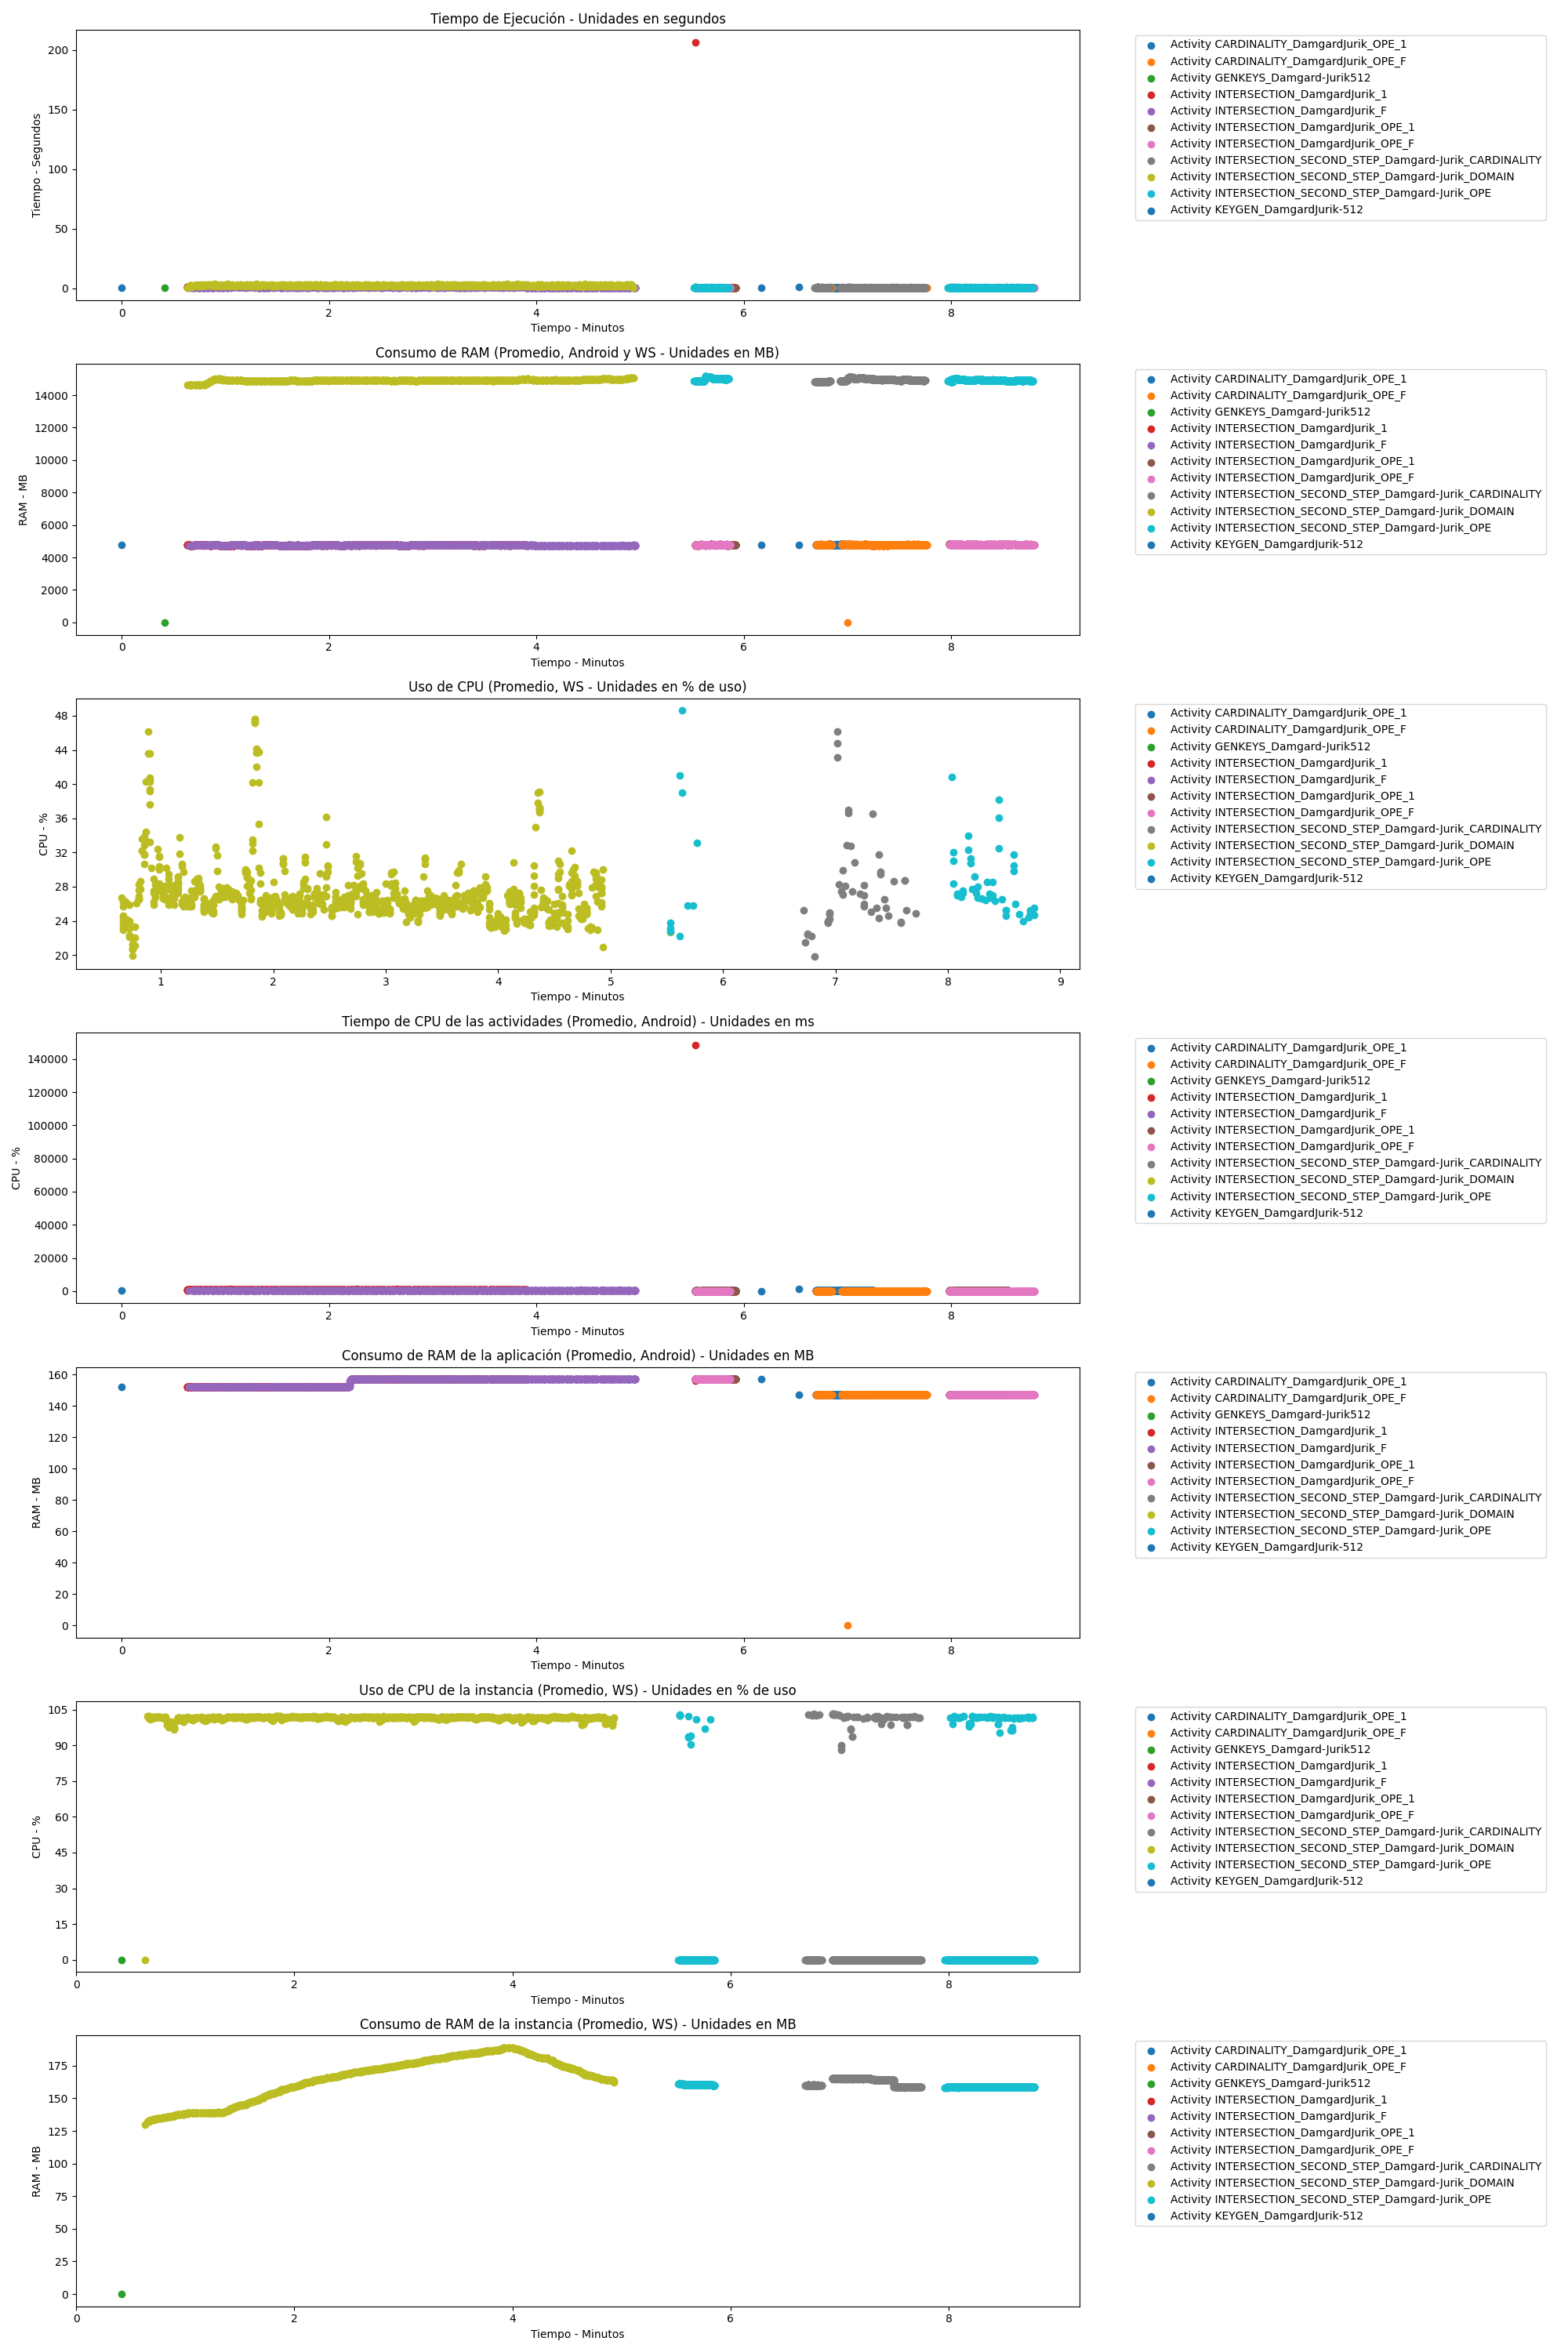 Tiempo de Ejecución - Unidades en segundos
Tiempo - Segundos
200
150
100
50
0
0 2 4 6 8
Tiempo - Minutos
Activity CARDINALITY_DamgardJurik_OPE_1
Activity CARDINALITY_DamgardJurik_OPE_F
Activity GENKEYS_Damgard-Jurik512
Activity INTERSECTION_DamgardJurik_1
Activity INTERSECTION_DamgardJurik_F
Activity INTERSECTION_DamgardJurik_OPE_1
Activity INTERSECTION_DamgardJurik_OPE_F
Activity INTERSECTION_SECOND_STEP_Damgard-Jurik_CARDINALITY
Activity INTERSECTION_SECOND_STEP_Damgard-Jurik_DOMAIN
Activity INTERSECTION_SECOND_STEP_Damgard-Jurik_OPE
Activity KEYGEN_DamgardJurik-512
Consumo de RAM (Promedio, Android y WS - Unidades en MB)
RAM - MB
14000
12000
10000
8000
6000
4000
2000
0
0 2 4 6 8
Tiempo - Minutos
Activity CARDINALITY_DamgardJurik_OPE_1
Activity CARDINALITY_DamgardJurik_OPE_F
Activity GENKEYS_Damgard-Jurik512
Activity INTERSECTION_DamgardJurik_1
Activity INTERSECTION_DamgardJurik_F
Activity INTERSECTION_DamgardJurik_OPE_1
Activity INTERSECTION_DamgardJurik_OPE_F
Activity INTERSECTION_SECOND_STEP_Damgard-Jurik_CARDINALITY
Activity INTERSECTION_SECOND_STEP_Damgard-Jurik_DOMAIN
Activity INTERSECTION_SECOND_STEP_Damgard-Jurik_OPE
Activity KEYGEN_DamgardJurik-512
Uso de CPU (Promedio, WS - Unidades en % de uso)
CPU - %
48
44
40
36
32
28
24
20
1 2 3 4 5 6 7 8 9
Tiempo - Minutos
Activity CARDINALITY_DamgardJurik_OPE_1
Activity CARDINALITY_DamgardJurik_OPE_F
Activity GENKEYS_Damgard-Jurik512
Activity INTERSECTION_DamgardJurik_1
Activity INTERSECTION_DamgardJurik_F
Activity INTERSECTION_DamgardJurik_OPE_1
Activity INTERSECTION_DamgardJurik_OPE_F
Activity INTERSECTION_SECOND_STEP_Damgard-Jurik_CARDINALITY
Activity INTERSECTION_SECOND_STEP_Damgard-Jurik_DOMAIN
Activity INTERSECTION_SECOND_STEP_Damgard-Jurik_OPE
Activity KEYGEN_DamgardJurik-512
Tiempo de CPU de las actividades (Promedio, Android) - Unidades en ms
CPU - %
140000
120000
100000
80000
60000
40000
20000
0
0 2 4 6 8
Tiempo - Minutos
Activity CARDINALITY_DamgardJurik_OPE_1
Activity CARDINALITY_DamgardJurik_OPE_F
Activity GENKEYS_Damgard-Jurik512
Activity INTERSECTION_DamgardJurik_1
Activity INTERSECTION_DamgardJurik_F
Activity INTERSECTION_DamgardJurik_OPE_1
Activity INTERSECTION_DamgardJurik_OPE_F
Activity INTERSECTION_SECOND_STEP_Damgard-Jurik_CARDINALITY
Activity INTERSECTION_SECOND_STEP_Damgard-Jurik_DOMAIN
Activity INTERSECTION_SECOND_STEP_Damgard-Jurik_OPE
Activity KEYGEN_DamgardJurik-512
Consumo de RAM de la aplicación (Promedio, Android) - Unidades en MB
RAM - MB
160
140
120
100
80
60
40
20
0
0 2 4 6 8
Tiempo - Minutos
Activity CARDINALITY_DamgardJurik_OPE_1
Activity CARDINALITY_DamgardJurik_OPE_F
Activity GENKEYS_Damgard-Jurik512
Activity INTERSECTION_DamgardJurik_1
Activity INTERSECTION_DamgardJurik_F
Activity INTERSECTION_DamgardJurik_OPE_1
Activity INTERSECTION_DamgardJurik_OPE_F
Activity INTERSECTION_SECOND_STEP_Damgard-Jurik_CARDINALITY
Activity INTERSECTION_SECOND_STEP_Damgard-Jurik_DOMAIN
Activity INTERSECTION_SECOND_STEP_Damgard-Jurik_OPE
Activity KEYGEN_DamgardJurik-512
Uso de CPU de la instancia (Promedio, WS) - Unidades en % de uso
CPU - %
105
90
75
60
45
30
15
0
0 2 4 6 8
Tiempo - Minutos
Activity CARDINALITY_DamgardJurik_OPE_1
Activity CARDINALITY_DamgardJurik_OPE_F
Activity GENKEYS_Damgard-Jurik512
Activity INTERSECTION_DamgardJurik_1
Activity INTERSECTION_DamgardJurik_F
Activity INTERSECTION_DamgardJurik_OPE_1
Activity INTERSECTION_DamgardJurik_OPE_F
Activity INTERSECTION_SECOND_STEP_Damgard-Jurik_CARDINALITY
Activity INTERSECTION_SECOND_STEP_Damgard-Jurik_DOMAIN
Activity INTERSECTION_SECOND_STEP_Damgard-Jurik_OPE
Activity KEYGEN_DamgardJurik-512
Consumo de RAM de la instancia (Promedio, WS) - Unidades en MB
RAM - MB
175
150
125
100
75
50
25
0
0 2 4 6 8
Tiempo - Minutos
Activity CARDINALITY_DamgardJurik_OPE_1
Activity CARDINALITY_DamgardJurik_OPE_F
Activity GENKEYS_Damgard-Jurik512
Activity INTERSECTION_DamgardJurik_1
Activity INTERSECTION_DamgardJurik_F
Activity INTERSECTION_DamgardJurik_OPE_1
Activity INTERSECTION_DamgardJurik_OPE_F
Activity INTERSECTION_SECOND_STEP_Damgard-Jurik_CARDINALITY
Activity INTERSECTION_SECOND_STEP_Damgard-Jurik_DOMAIN
Activity INTERSECTION_SECOND_STEP_Damgard-Jurik_OPE
Activity KEYGEN_DamgardJurik-512